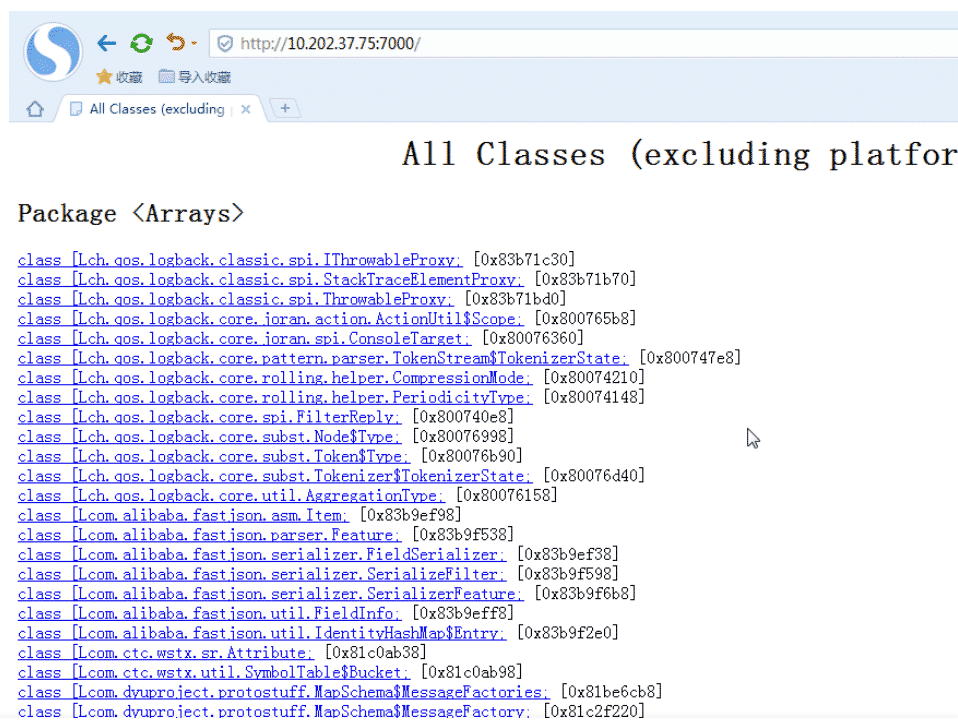 http://10.202.37.75:7000/
收藏 导入收藏
All Classes (excluding
All Classes (excluding platfor
Package <Arrays>
class [Lch.qos.logback.classic.spi.IThrowableProxy; [0x83b71c30]
class [Lch.qos.logback.classic.spi.StackTraceElementProxy; [0x83b71b70]
class [Lch.qos.logback.classic.spi.ThrowableProxy; [0x83b71bd0]
class [Lch.qos.logback.core.joran.action.ActionUtil$Scope; [0x800765b8]
class [Lch.qos.logback.core.joran.spi.ConsoleTarget; [0x80076360]
class [Lch.qos.logback.core.pattern.parser.TokenStream$TokenizerState; [0x800747e8]
class [Lch.qos.logback.core.rolling.helper.CompressionMode; [0x80074210]
class [Lch.qos.logback.core.rolling.helper.PeriodicityType; [0x80074148]
class [Lch.qos.logback.core.spi.FilterReply; [0x800740e8]
class [Lch.qos.logback.core.subst.Node$Type; [0x80076998]
class [Lch.qos.logback.core.subst.Token$Type; [0x80076b90]
class [Lch.qos.logback.core.subst.Tokenizer$TokenizerState; [0x80076d40]
class [Lch.qos.logback.core.util.AggregationType; [0x80076158]
class [Lcom.alibaba.fastjson.asm.Item; [0x83b9ef98]
class [Lcom.alibaba.fastjson.parser.Feature; [0x83b9f538]
class [Lcom.alibaba.fastjson.serializer.FieldSerializer; [0x83b9ef38]
class [Lcom.alibaba.fastjson.serializer.SerializeFilter; [0x83b9f598]
class [Lcom.alibaba.fastjson.serializer.SerializerFeature; [0x83b9f6b8]
class [Lcom.alibaba.fastjson.util.FieldInfo; [0x83b9eff8]
class [Lcom.alibaba.fastjson.util.IdentityHashMap$Entry; [0x83b9f2e0]
class [Lcom.ctc.wstx.sr.Attribute; [0x81c0ab38]
class [Lcom.ctc.wstx.util.SymbolTable$Bucket; [0x81c0ab98]
class [Lcom.dyuproject.protostuff.MapSchema$MessageFactories; [0x81be6cb8]
class [Lcom.dyuproject.protostuff.MapSchema$MessageFactory; [0x81c2f220]